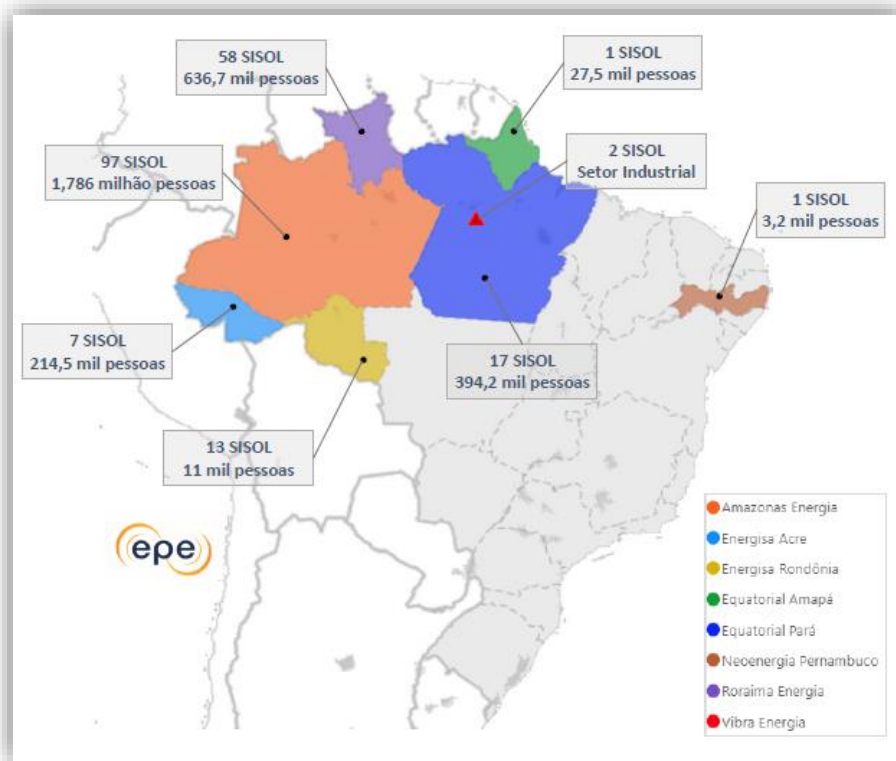 58 SISOL
636,7 mil pessoas
1 SISOL
27,5 mil pessoas
97 SISOL
1,786 milhão pessoas
2 SISOL
Setor Industrial
1 SISOL
3,2 mil pessoas
7 SISOL
214,5 mil pessoas
17 SISOL
394,2 mil pessoas
13 SISOL
11 mil pessoas
epe
Amazonas Energia
Energisa Acre
Energisa Rondônia
Equatorial Amapá
Equatorial Pará
Neoenergia Pernambuco
Roraima Energia
Vibra Energia